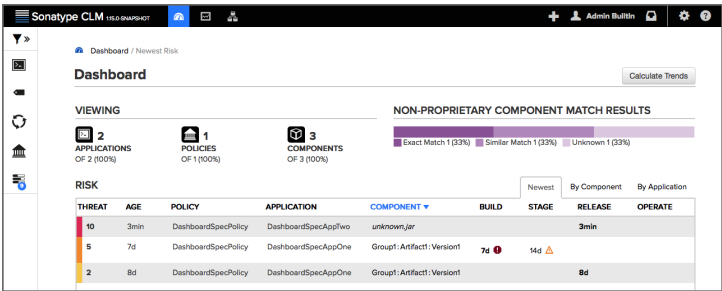 Sonatype CLM 1.15.0-SNAPSHOT Admin BuiltIn ?
Dashboard / Newest Risk
Dashboard Calculate Trends
VIEWING NON-PROPRIETARY COMPONENT MATCH RESULTS
2 1 3
APPLICATIONS POLICIES COMPONENTS
OF 2 (100%) OF 1 (100%) OF 3 (100%)
Exact Match 1 (33%) Similar Match 1 (33%) Unknown 1 (33%)
RISK Newest By Component By Application
THREAT AGE POLICY APPLICATION COMPONENT BUILD STAGE RELEASE OPERATE
10 3min DashboardSpecPolicy DashboardSpecAppTwo unknown.jar 3min
5 7d DashboardSpecPolicy DashboardSpecAppOne Group1 : Artifact1 : Version1 7d 14d
2 8d DashboardSpecPolicy DashboardSpecAppOne Group1 : Artifact1 : Version1 8d